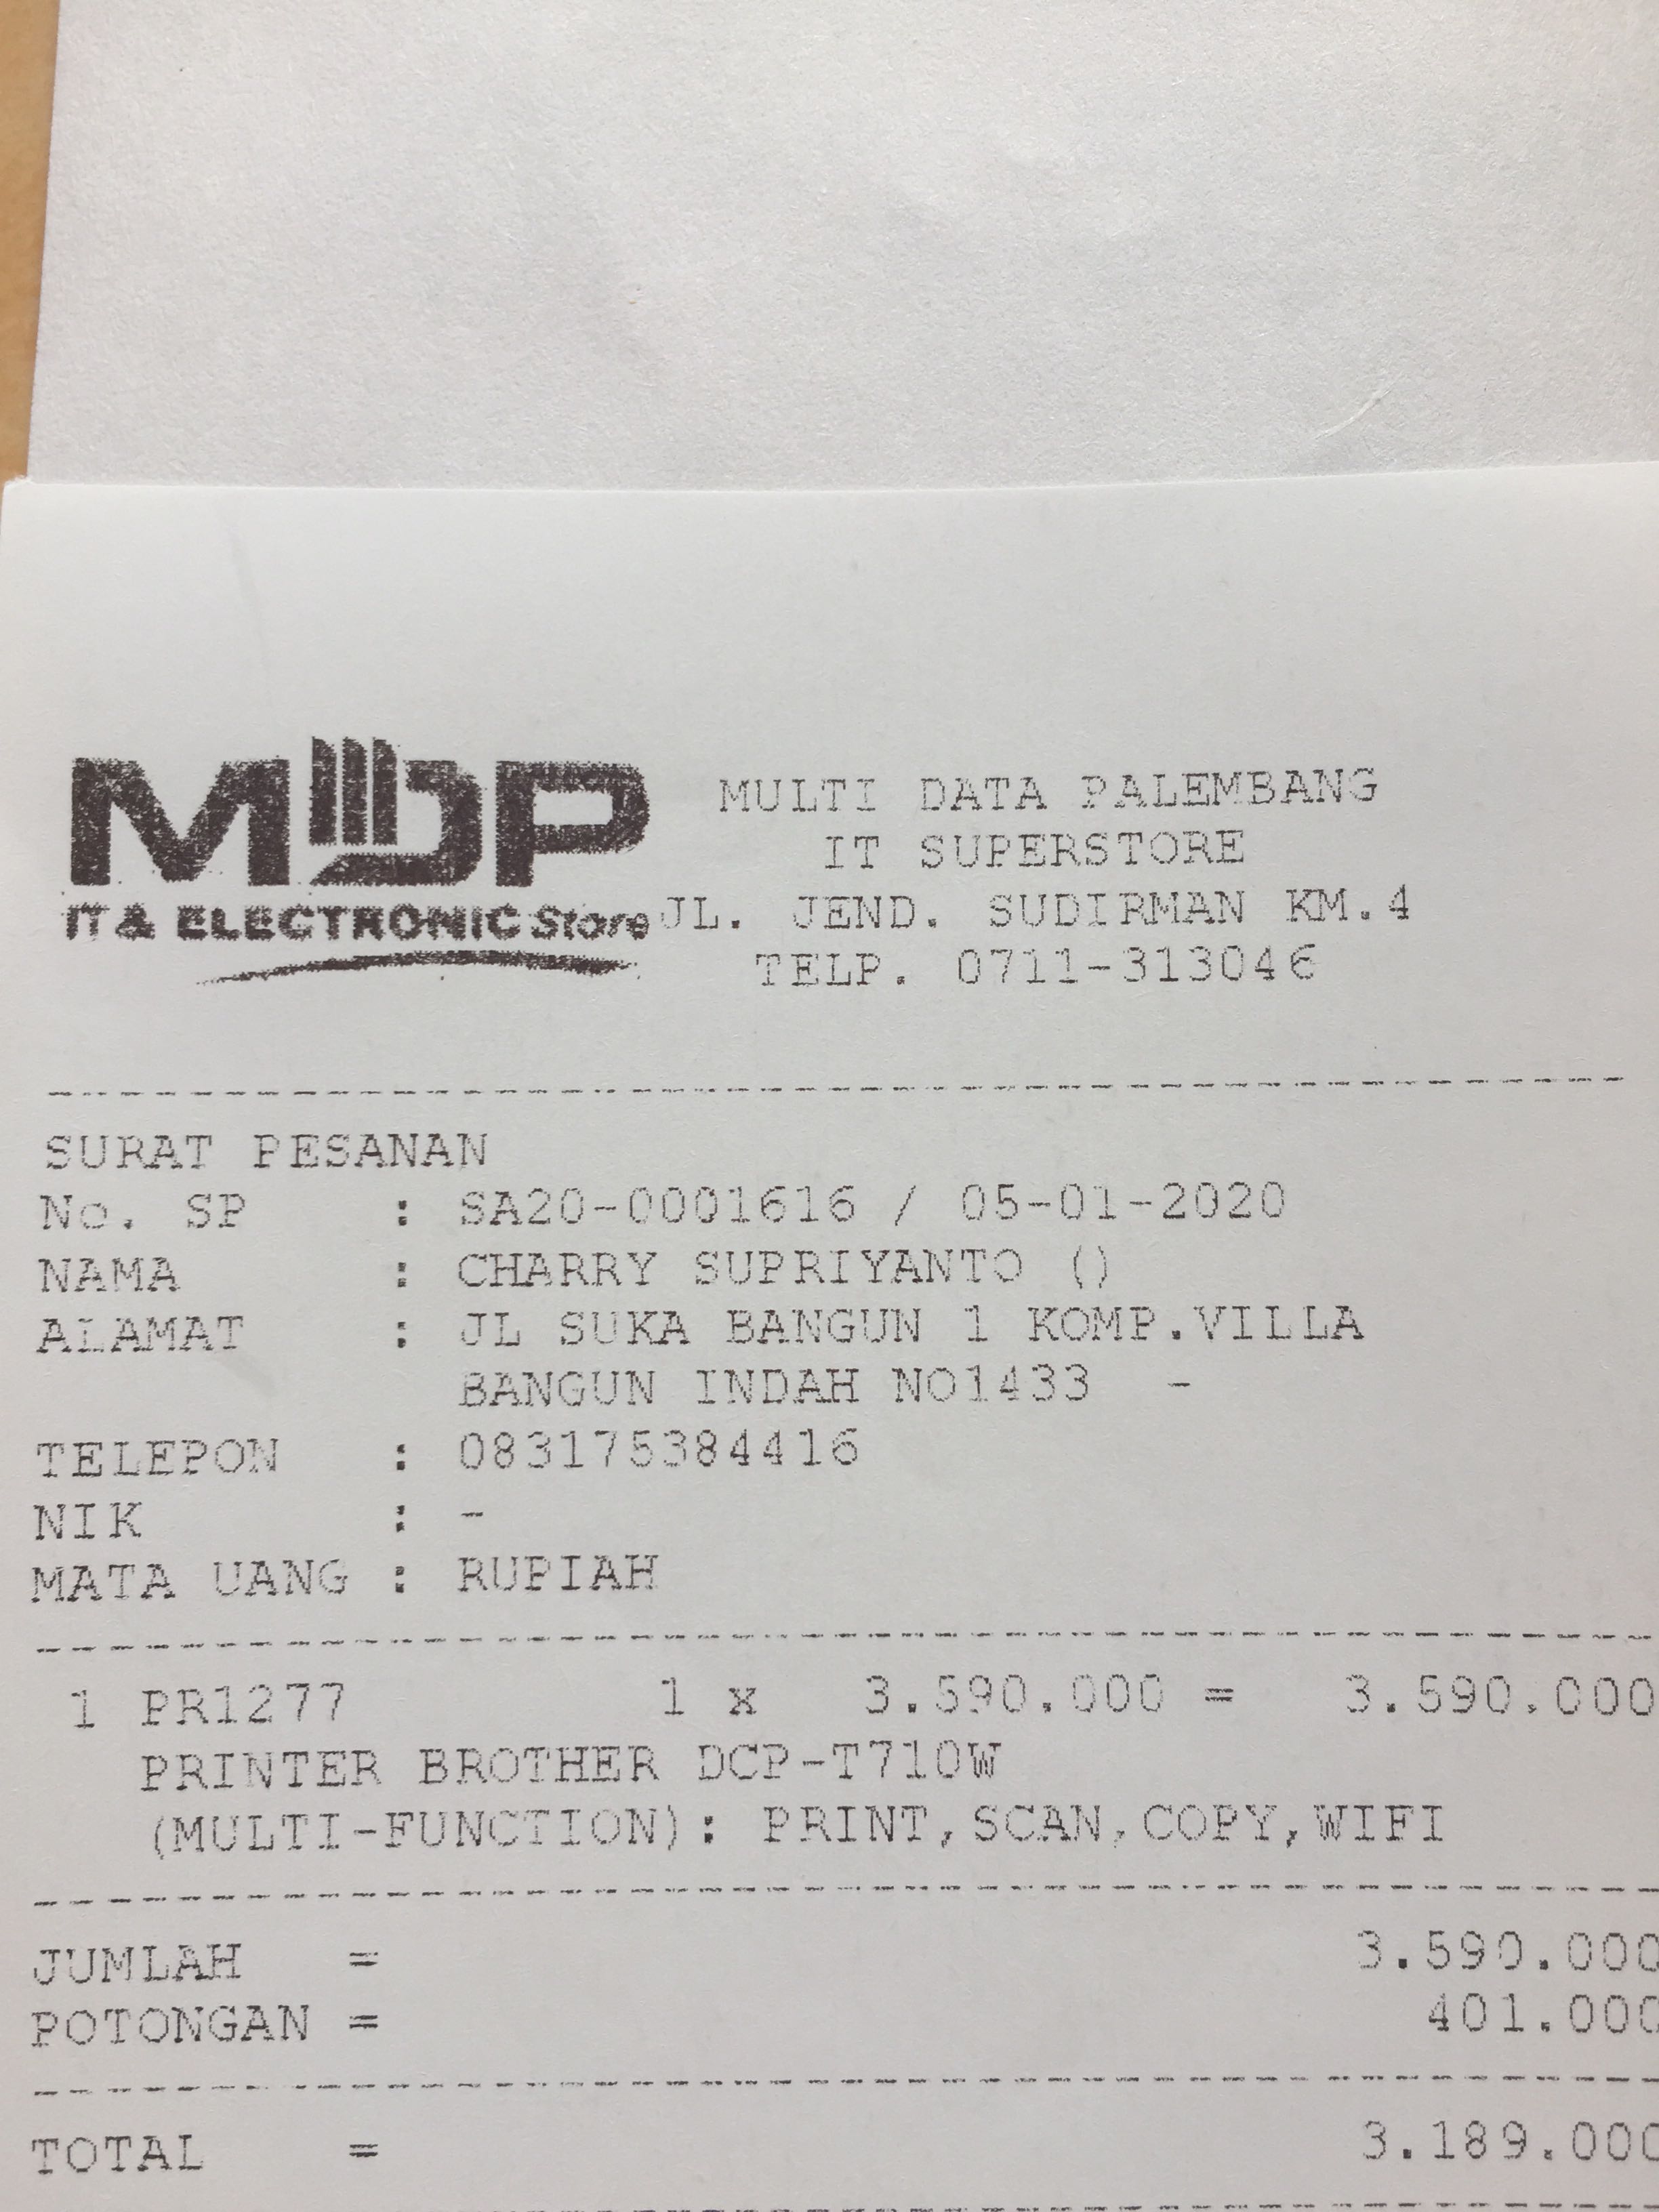 MDP
IT & ELECTRONIC Store
MULTI DATA PALEMBANG
IT SUPERSTORE
JL. JEND. SUDIRMAN KM.4
TELP. 0711-313046
SURAT PESANAN
No. SP : SA20-0001616 / 05-01-2020
NAMA : CHARRY SUPRIYANTO ()
ALAMAT : JL SUKA BANGUN 1 KOMP.VILLA
BANGUN INDAH NO1433 -
TELEPON : 083175384416
NIK : -
MATA UANG : RUPIAH
1 PR1277 1 x 3.590.000 = 3.590.000
PRINTER BROTHER DCP-T710W
(MULTI-FUNCTION): PRINT,SCAN,COPY,WIFI
JUMLAH = 3.590.000
POTONGAN = 401.000
TOTAL = 3.189.000